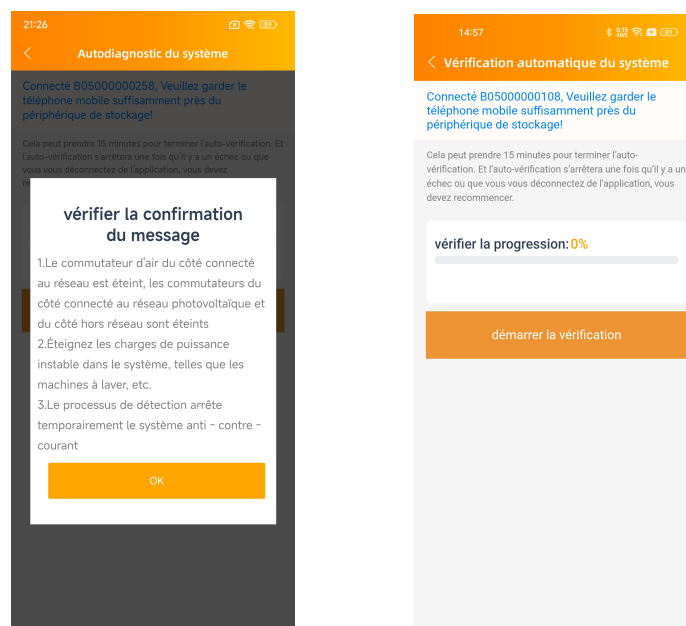 21:26
89
Autodiagnostic du système
Connecté B05000000258, Veuillez garder le
téléphone mobile suffisamment près du
périphérique de stockage!
Cela peut prendre 15 minutes pour terminer l'auto-vérification. Et
l'auto-vérification s'arrêtera une fois qu'il y a un échec ou que
vous vous déconnectez de l'application, vous devez
vérifier la confirmation
du message
1.Le commutateur d'air du côté connecté
au réseau est éteint, les commutateurs du
côté connecté au réseau photovoltaïque et
du côté hors réseau sont éteints
2.Éteignez les charges de puissance
instable dans le système, telles que les
machines à laver, etc.
3.Le processus de détection arrête
temporairement le système anti - contre -
courant
OK
14:57
0,15
KB/S
89
Vérification automatique du système
Connecté B05000000108, Veuillez garder le
téléphone mobile suffisamment près du
périphérique de stockage!
Cela peut prendre 15 minutes pour terminer l'auto-
vérification. Et l'auto-vérification s'arrêtera une fois qu'il y a un
échec ou que vous vous déconnectez de l'application, vous
devez recommencer.
vérifier la progression: 0%
démarrer la vérification